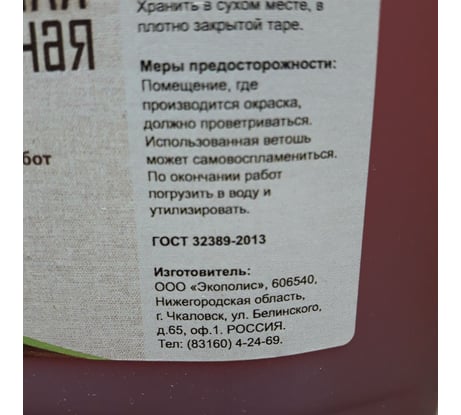 ная
бот
Хранить в сухом месте, в
плотно закрытой таре.
Меры предосторожности:
Помещение, где
производится окраска,
должно проветриваться.
Использованная ветошь
может самовоспламениться.
По окончании работ
погрузить в воду и
утилизировать.
ГОСТ 32389-2013
Изготовитель:
ООО «Экополис», 606540,
Нижегородская область,
г. Чкаловск, ул. Белинского,
д.65, оф.1. РОССИЯ.
Тел: (83160) 4-24-69.